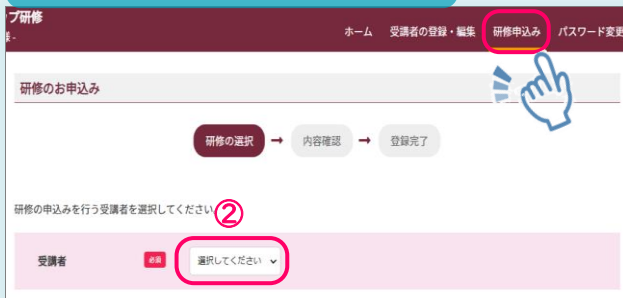 プ研修
様 -
ホーム 受講者の登録・編集 研修申込み パスワード変更
研修のお申込み
研修の選択 → 内容確認 → 登録完了
研修の申込みを行う受講者を選択してください
②
受講者 必須 選択してください